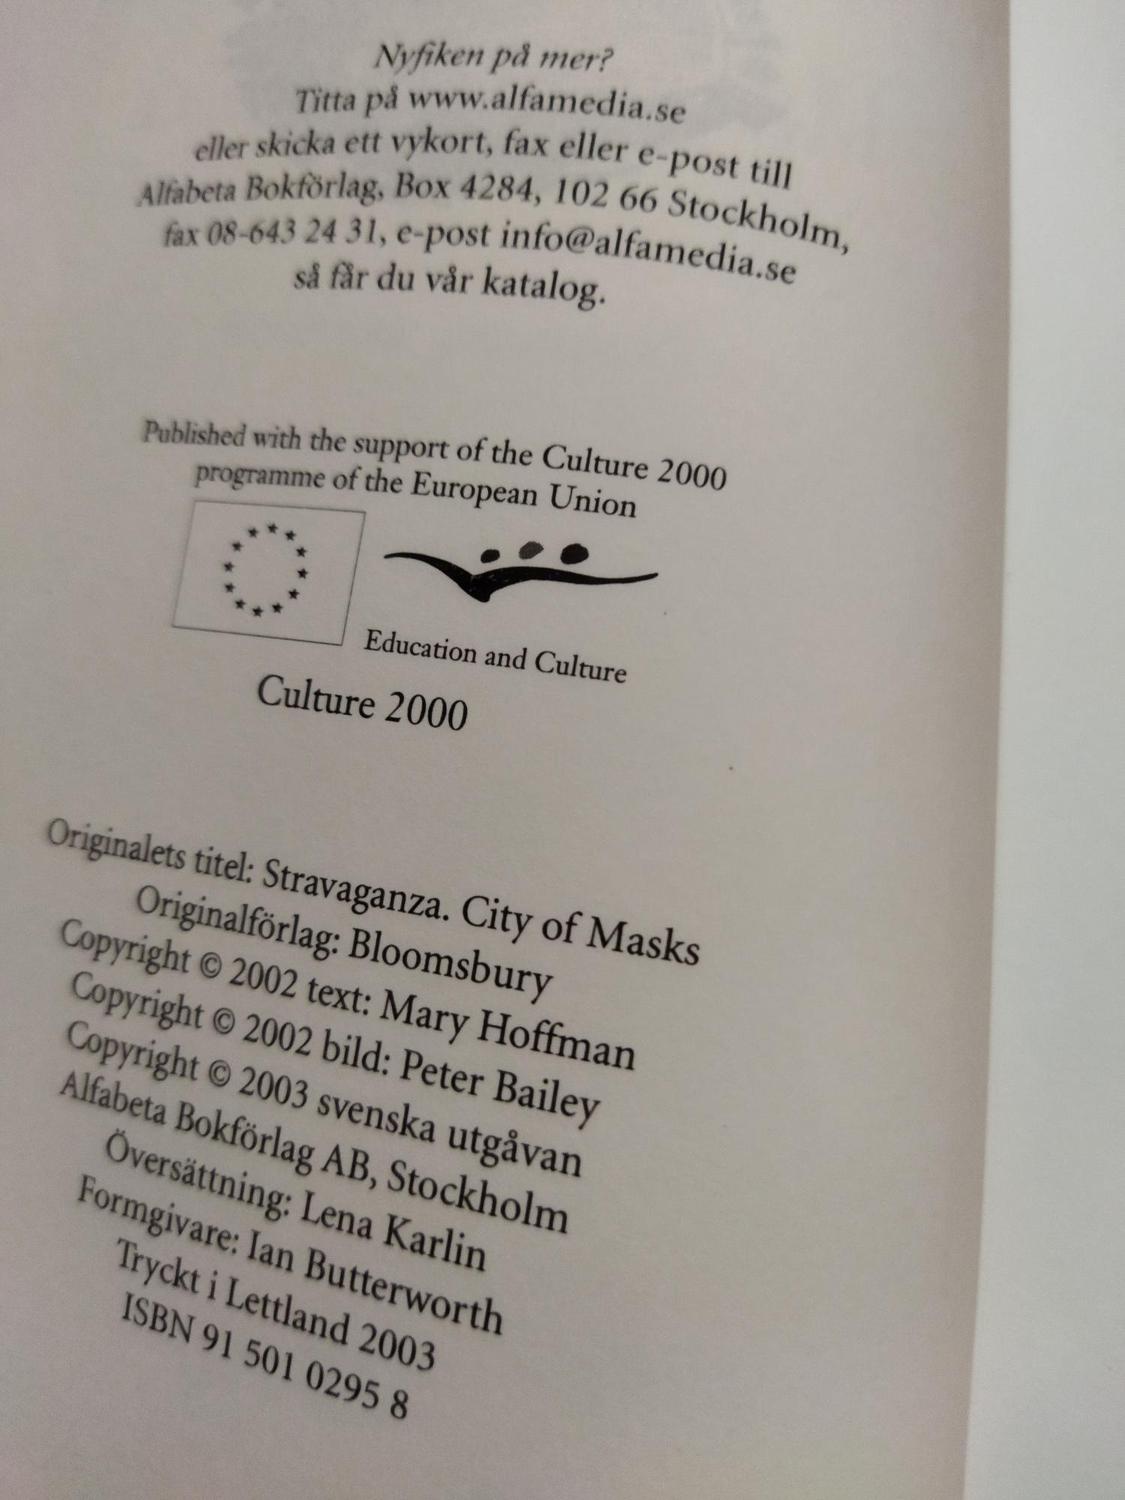 Nyfiken på mer?
Titta på www.alfamedia.se
eller skicka ett vykort, fax eller e-post till
Alfabeta Bokförlag, Box 4284, 102 66 Stockholm,
fax 08-643 24 31, e-post info@alfamedia.se
så får du vår katalog.
Published with the support of the Culture 2000
programme of the European Union
Education and Culture
Culture 2000
Originalets titel: Stravaganza. City of Masks
Originalförlag: Bloomsbury
Copyright © 2002 text: Mary Hoffman
Copyright © 2002 bild: Peter Bailey
Copyright © 2003 svenska utgåvan
Alfabeta Bokförlag AB, Stockholm
Översättning: Lena Karlin
Formgivare: Ian Butterworth
Tryckt i Lettland 2003
ISBN 91 501 0295 8